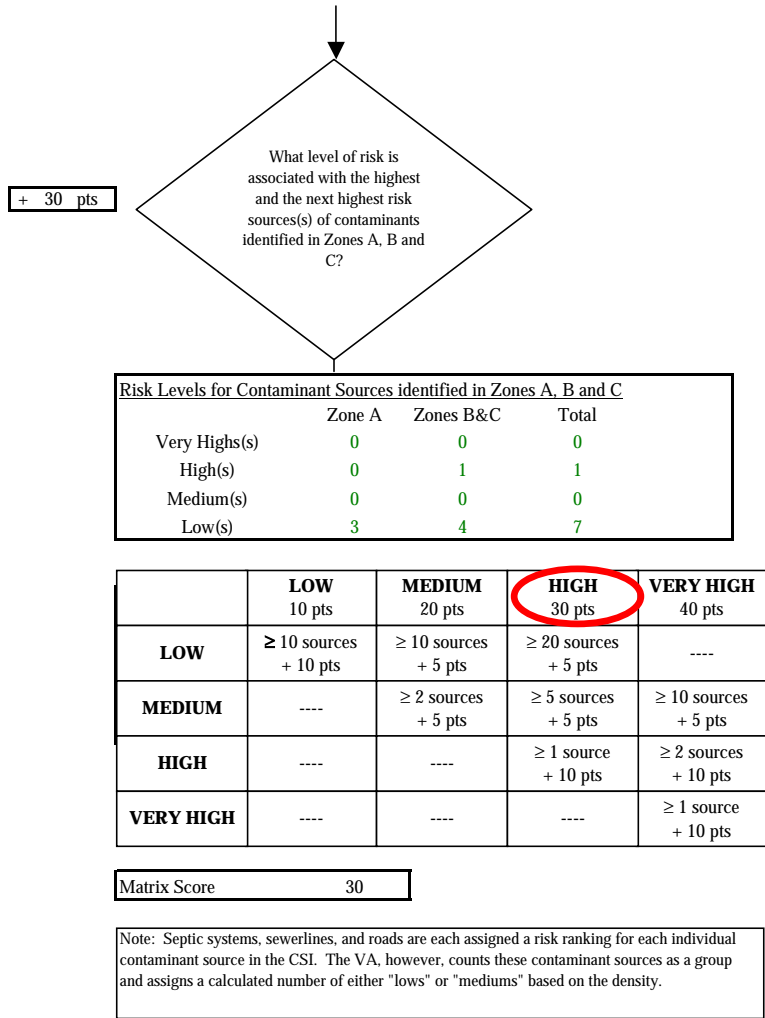 What level of risk is
associated with the highest
and the next highest risk
sources(s) of contaminants
identified in Zones A, B and
C?
+ 30 pts
Risk Levels for Contaminant Sources identified in Zones A, B and C
Zone A Zones B&C Total
Very Highs(s) 0 0 0
High(s) 0 1 1
Medium(s) 0 0 0
Low(s) 3 4 7
LOW MEDIUM HIGH VERY HIGH
10 pts 20 pts 30 pts 40 pts
LOW ≥ 10 sources ≥ 10 sources ≥ 20 sources ----
+ 10 pts + 5 pts + 5 pts
MEDIUM ---- ≥ 2 sources ≥ 5 sources ≥ 10 sources
+ 5 pts + 5 pts + 5 pts
HIGH ---- ---- ≥ 1 source ≥ 2 sources
+ 10 pts + 10 pts
VERY HIGH ---- ---- ---- ≥ 1 source
+ 10 pts
Matrix Score 30
Note: Septic systems, sewerlines, and roads are each assigned a risk ranking for each individual
contaminant source in the CSI. The VA, however, counts these contaminant sources as a group
and assigns a calculated number of either "lows" or "mediums" based on the density.